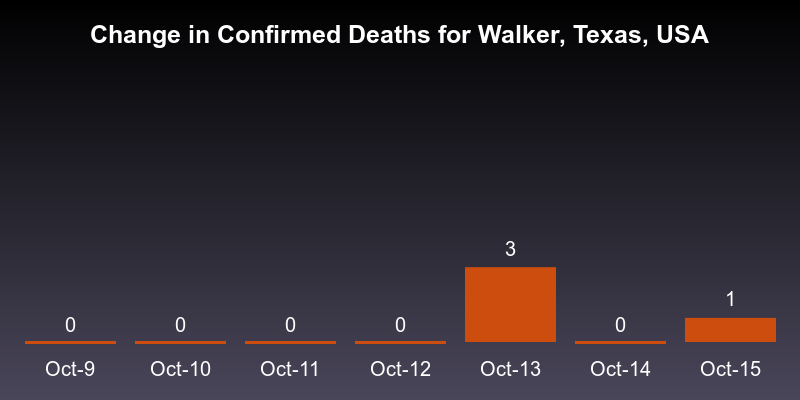 Change in Confirmed Deaths for Walker, Texas, USA
0 0 0 0 3 0 1
Oct-9 Oct-10 Oct-11 Oct-12 Oct-13 Oct-14 Oct-15